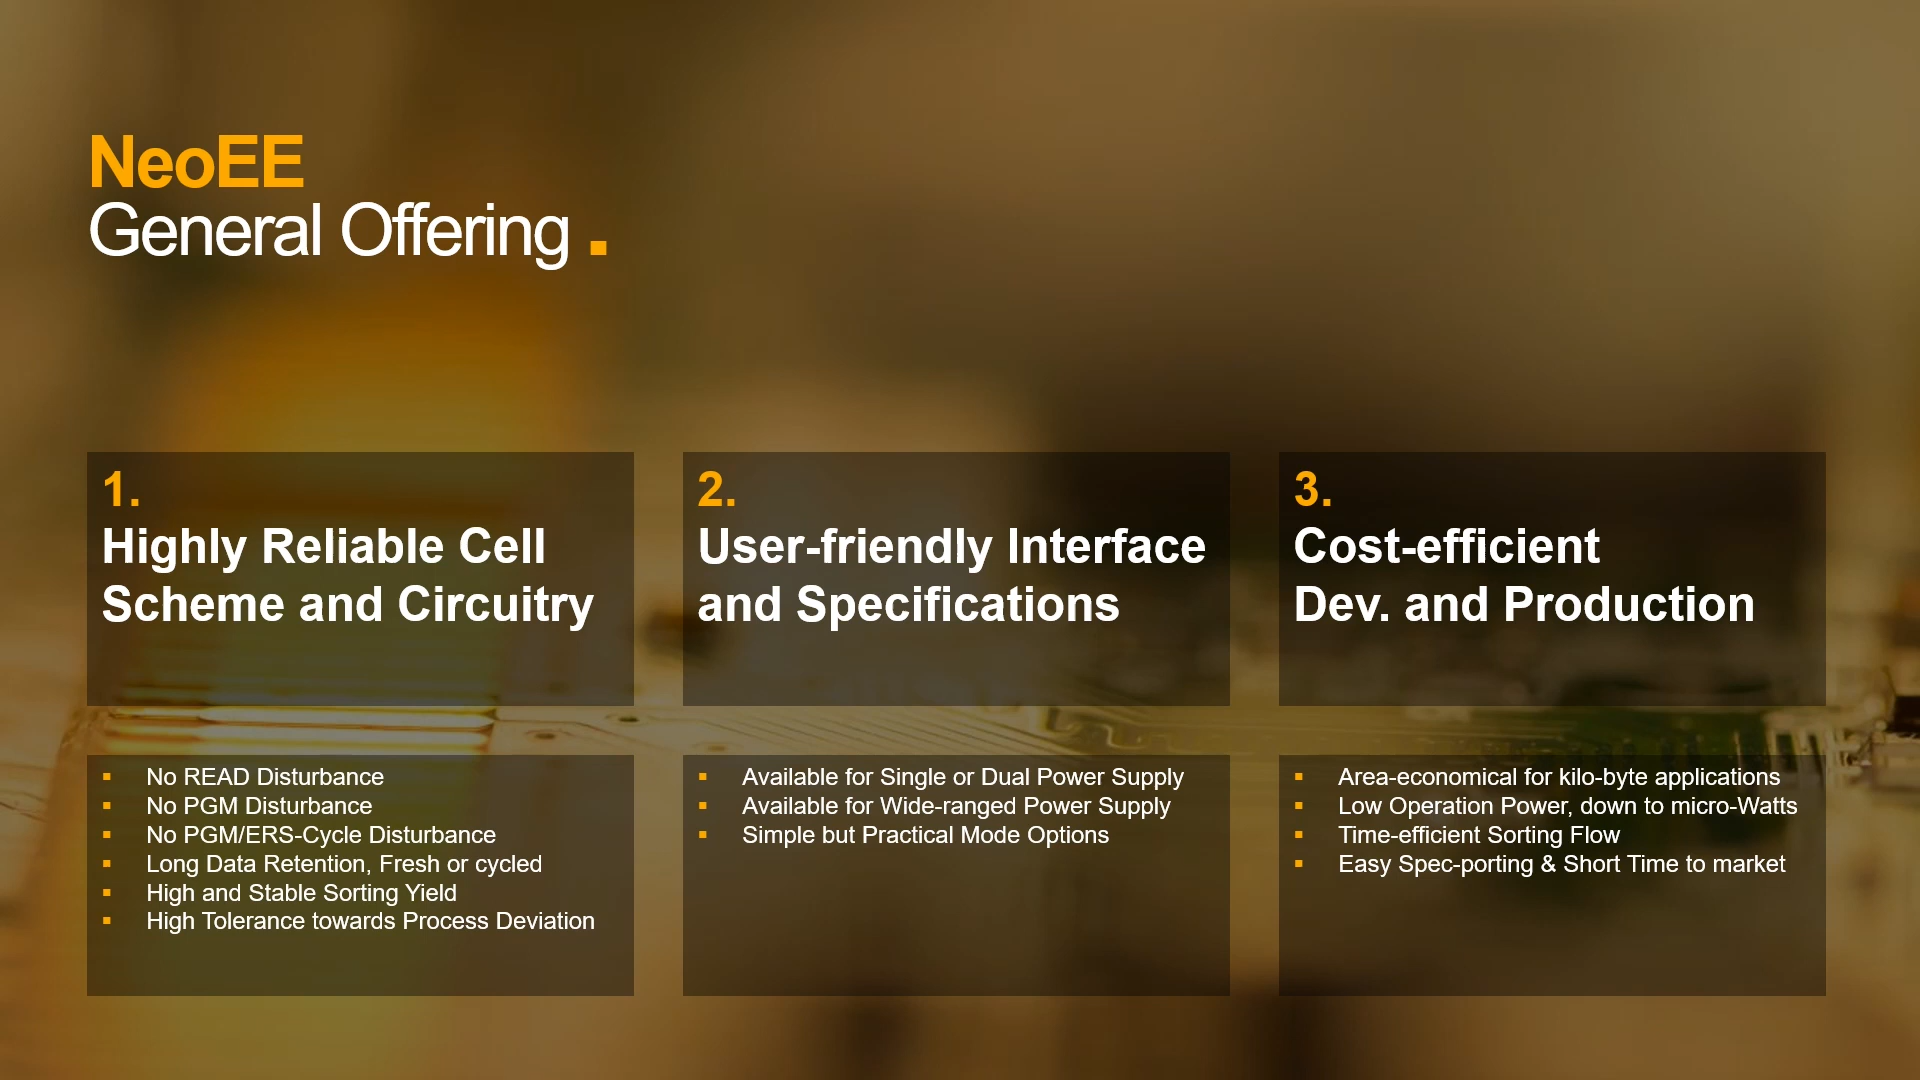 NeoEE
General Offering .
1.
Highly Reliable Cell
Scheme and Circuitry
▪ No READ Disturbance
▪ No PGM Disturbance
▪ No PGM/ERS-Cycle Disturbance
▪ Long Data Retention, Fresh or cycled
▪ High and Stable Sorting Yield
▪ High Tolerance towards Process Deviation
2.
User-friendly Interface
and Specifications
▪ Available for Single or Dual Power Supply
▪ Available for Wide-ranged Power Supply
▪ Simple but Practical Mode Options
3.
Cost-efficient
Dev. and Production
▪ Area-economical for kilo-byte applications
▪ Low Operation Power, down to micro-Watts
▪ Time-efficient Sorting Flow
▪ Easy Spec-porting & Short Time to market